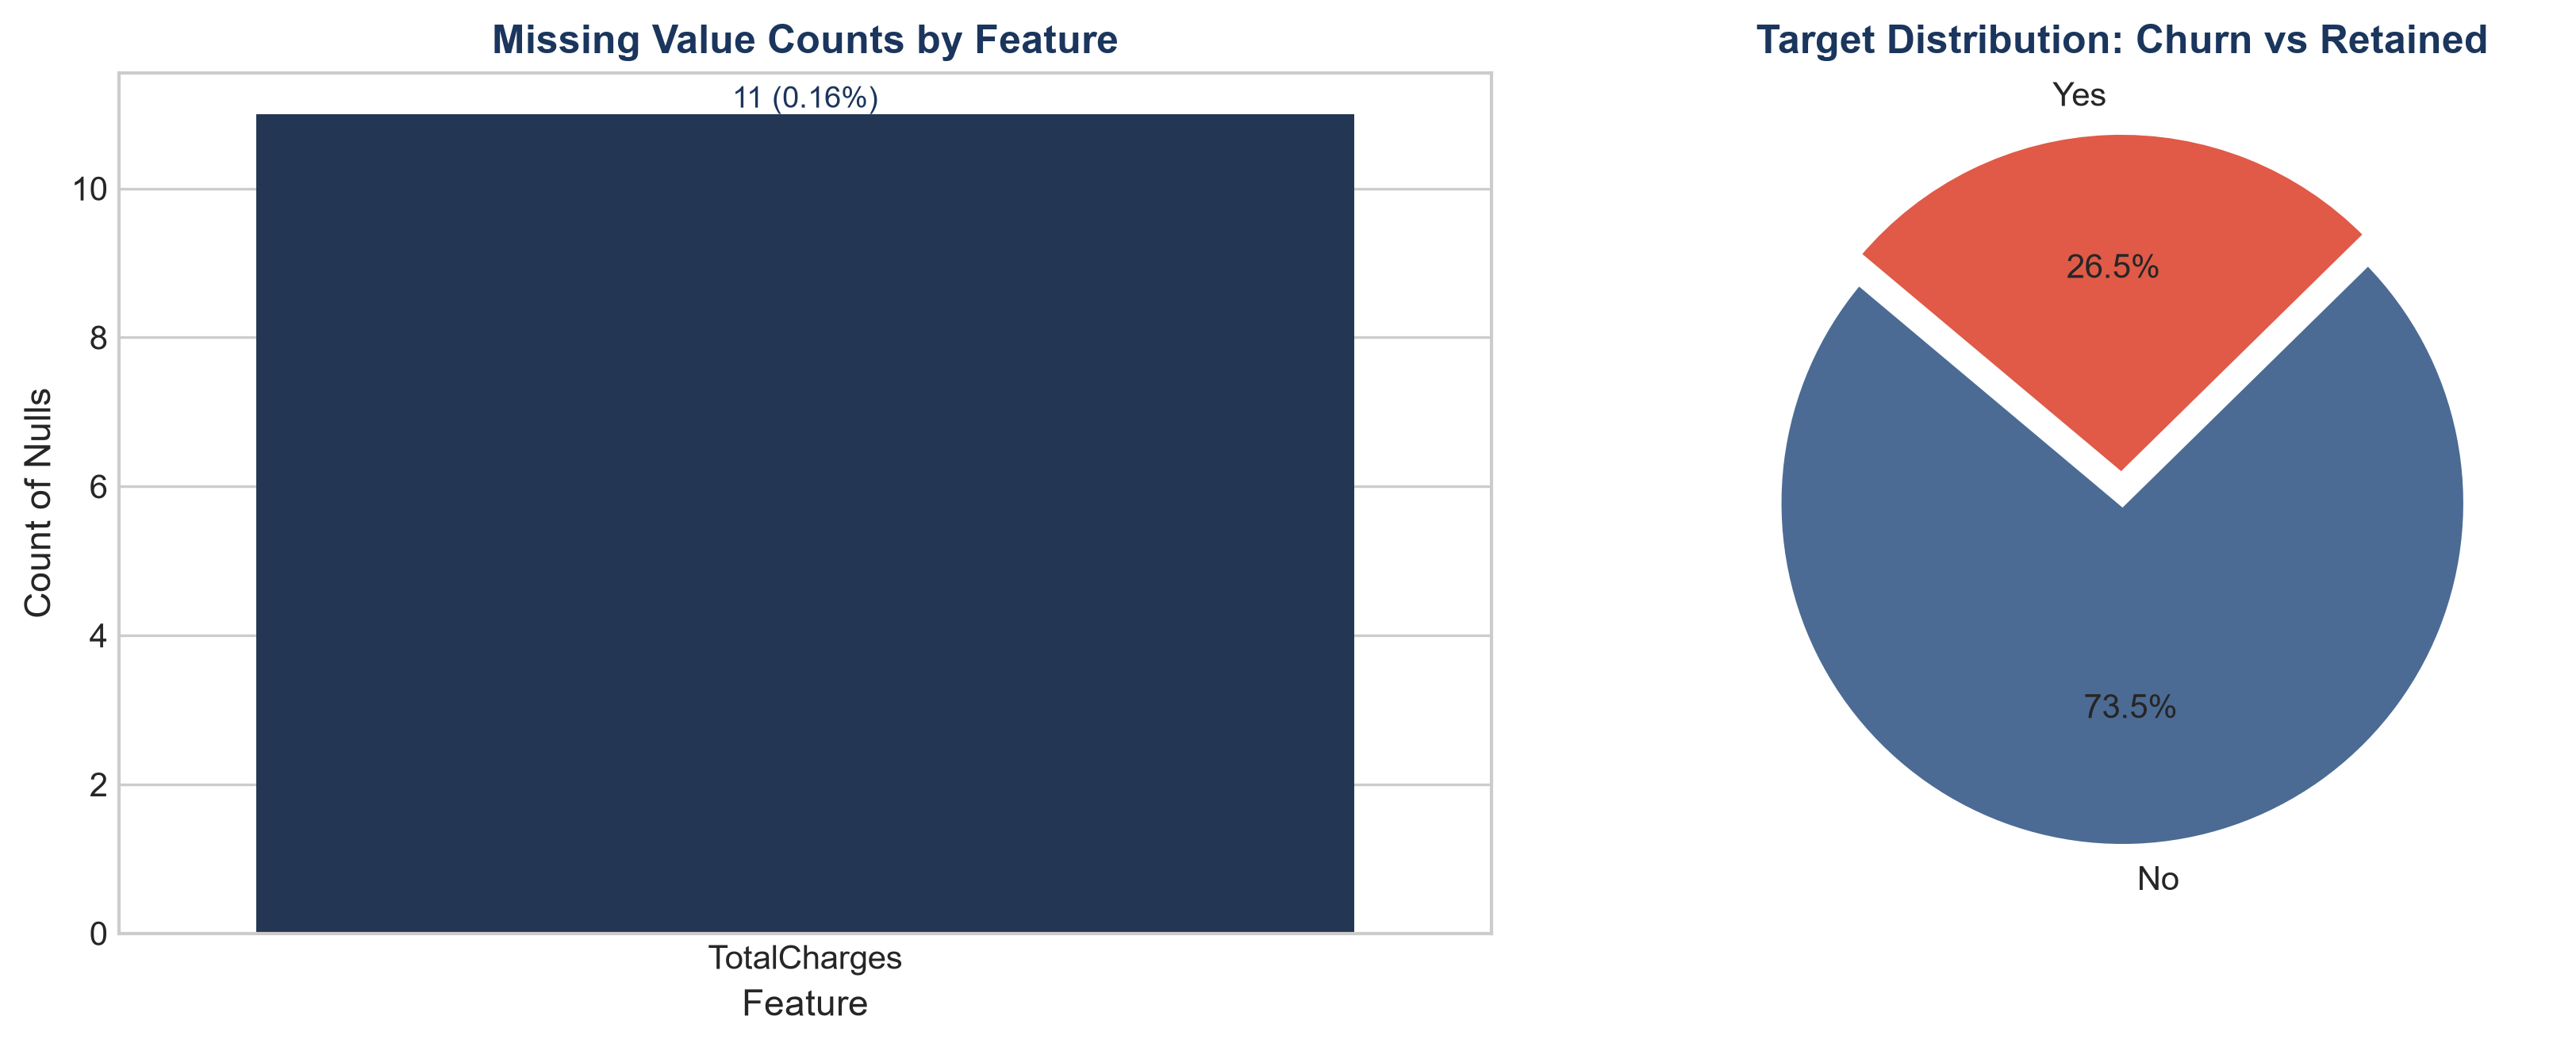 Missing Value Counts by Feature
11 (0.16%)
10
8
6
4
2
0
Count of Nulls
TotalCharges
Feature
Target Distribution: Churn vs Retained
Yes
26.5%
73.5%
No